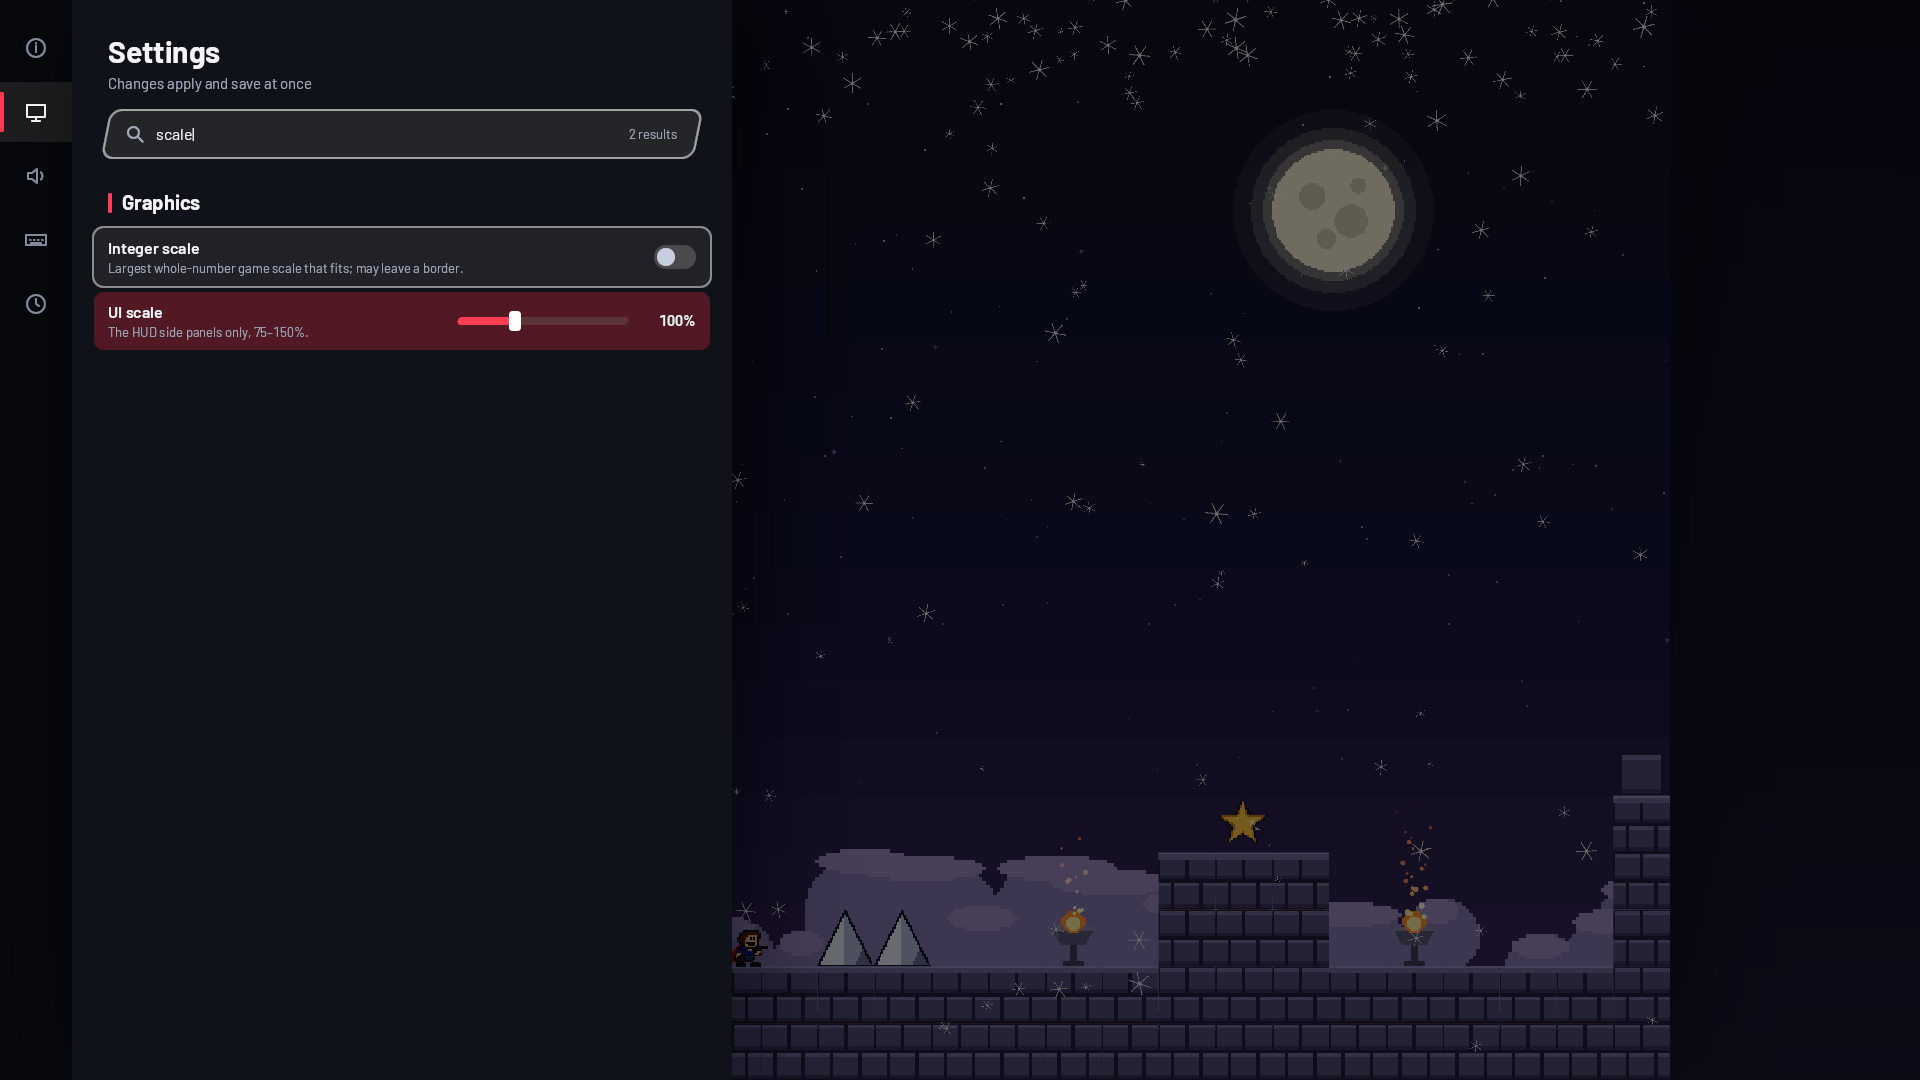 Settings
Changes apply and save at once
scale
2 results
Graphics
Integer scale
Largest whole-number game scale that fits; may leave a border.
UI scale
The HUD side panels only, 75–150%.
100%